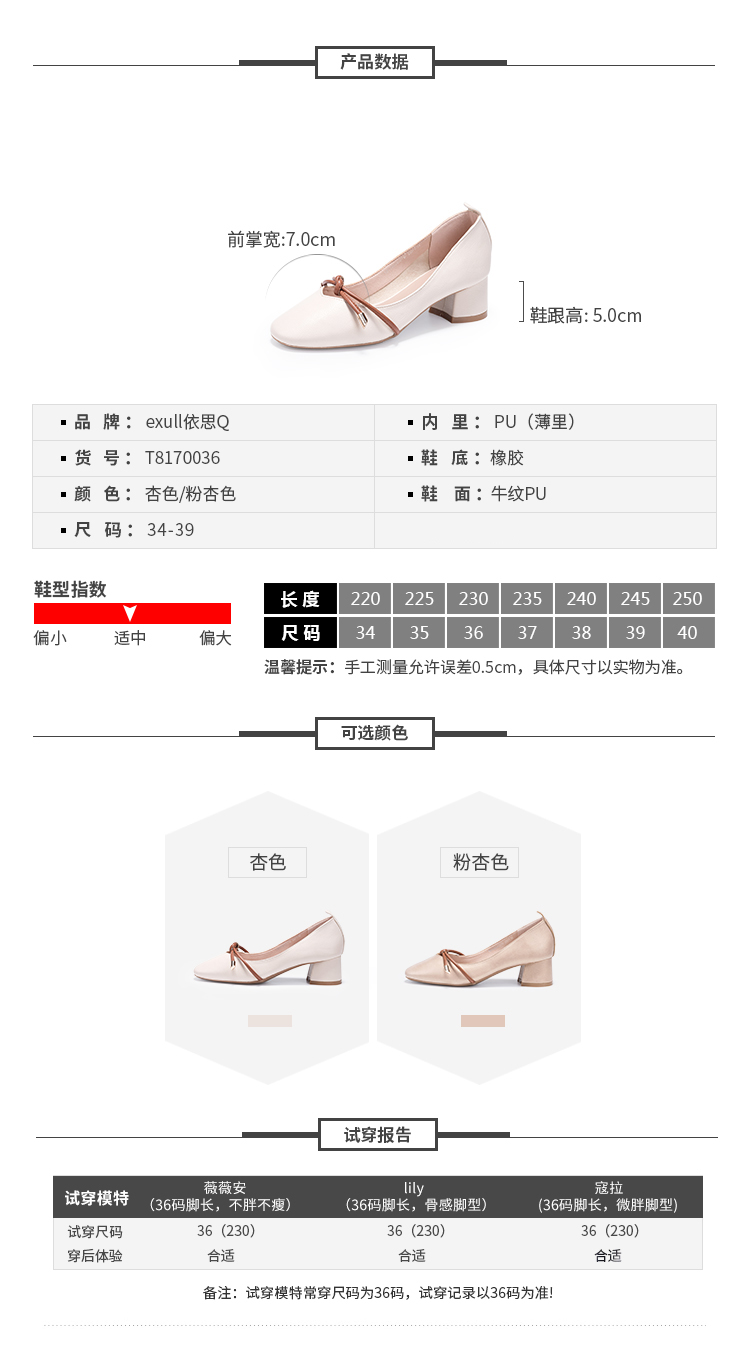 产品数据
前掌宽:7.0cm
鞋跟高: 5.0cm
品 牌： exull依思Q
内 里： PU（薄里）
货 号： T8170036
鞋 底：橡胶
颜 色： 杏色/粉杏色
鞋 面：牛纹PU
尺 码： 34-39
鞋型指数
偏小 适中 偏大
长度 220 225 230 235 240 245 250
尺码 34 35 36 37 38 39 40
温馨提示：手工测量允许误差0.5cm，具体尺寸以实物为准。
可选颜色
杏色 粉杏色
试穿报告
试穿模特
薇薇安 lily 寇拉
（36码脚长，不胖不瘦） （36码脚长，骨感脚型） (36码脚长，微胖脚型)
试穿尺码 36（230） 36（230） 36（230）
穿后体验 合适 合适 合适
备注：试穿模特常穿尺码为36码，试穿记录以36码为准!